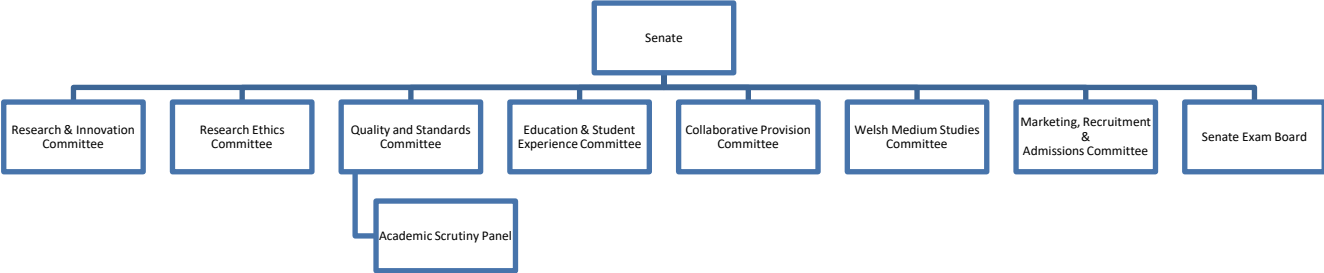 Senate
Research & Innovation
Committee
Research Ethics
Committee
Quality and Standards
Committee
Education & Student
Experience Committee
Collaborative Provision
Committee
Welsh Medium Studies
Committee
Marketing, Recruitment
&
Admissions Committee
Senate Exam Board
Academic Scrutiny Panel